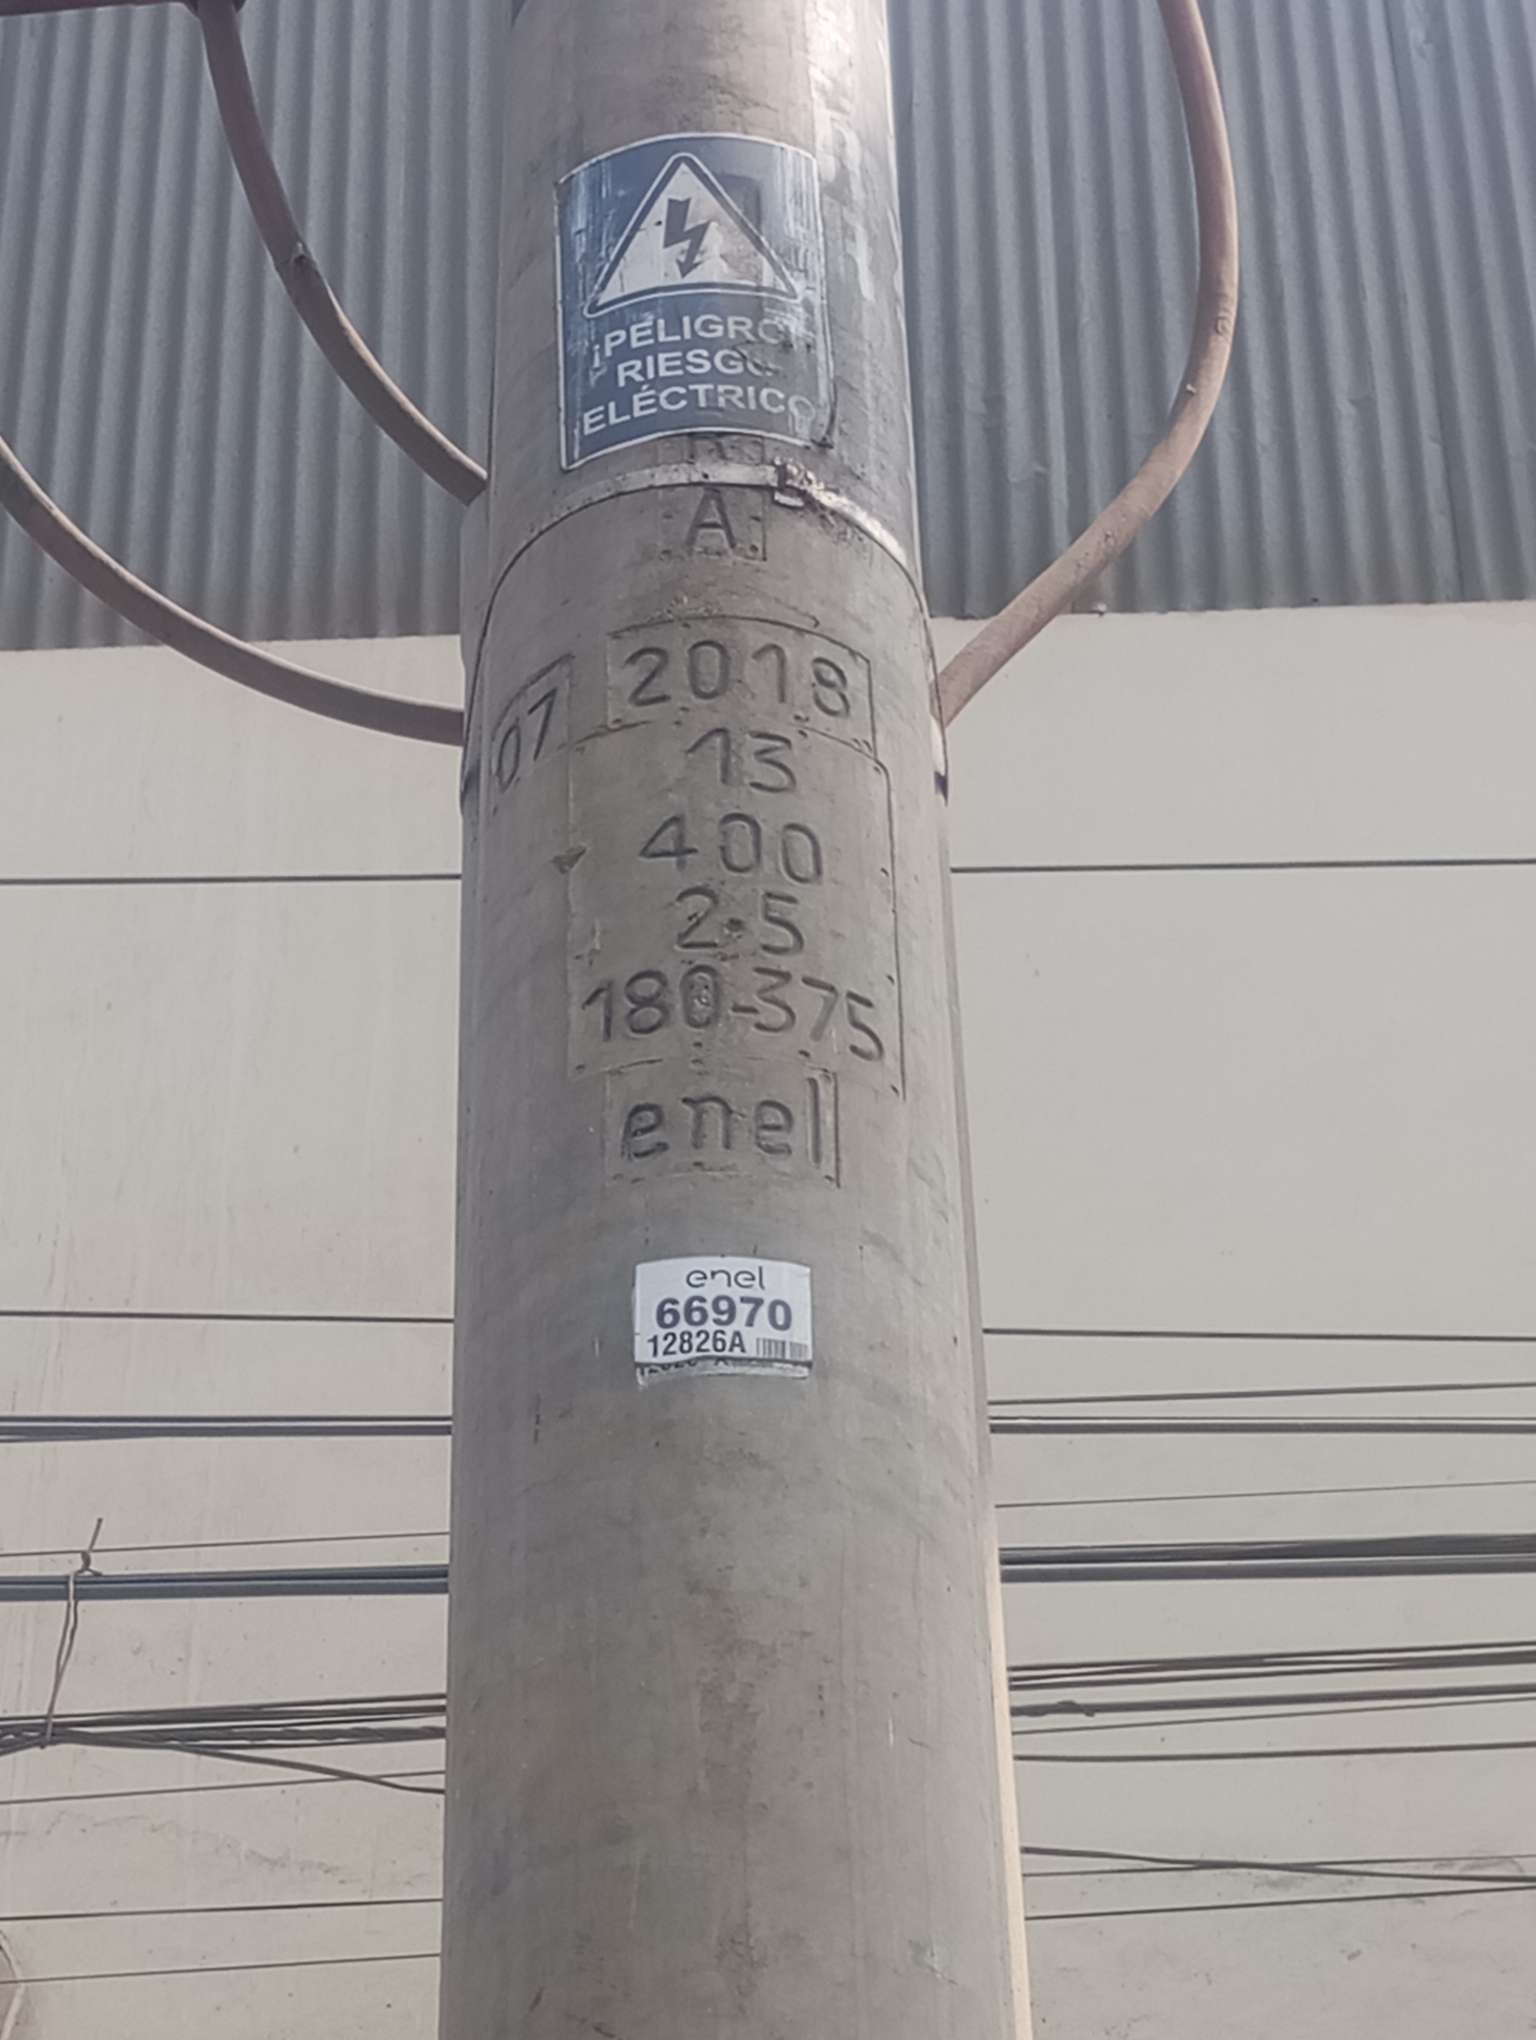 ¡PELIGRO
RIESGO
ELÉCTRICO
A
07 2018
13
400
2.5
180-375
enel
enel
66970
12826A